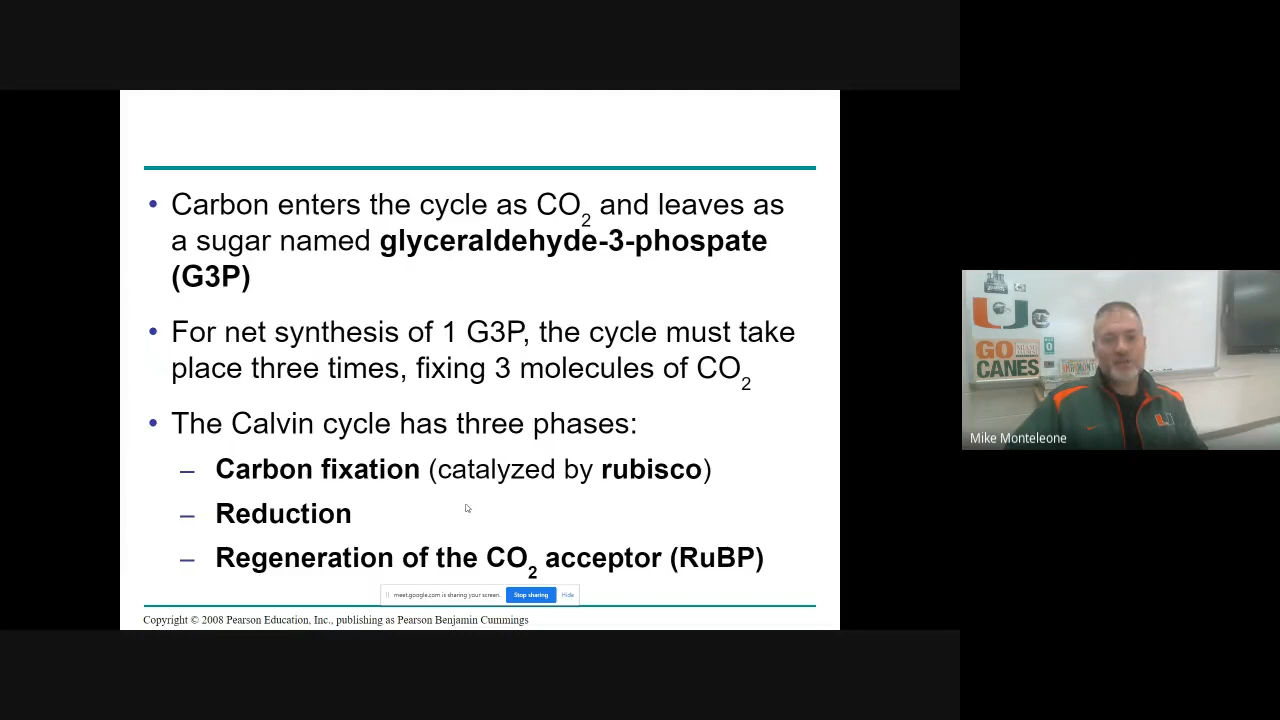 • Carbon enters the cycle as CO2 and leaves as
a sugar named glyceraldehyde-3-phospate
(G3P)
• For net synthesis of 1 G3P, the cycle must take
place three times, fixing 3 molecules of CO2
• The Calvin cycle has three phases:
– Carbon fixation (catalyzed by rubisco)
– Reduction
– Regeneration of the CO2 acceptor (RuBP)
meet.google.com is sharing your screen. Stop sharing Hide
Copyright © 2008 Pearson Education, Inc., publishing as Pearson Benjamin Cummings
U
GO
CANES
Mike Monteleone